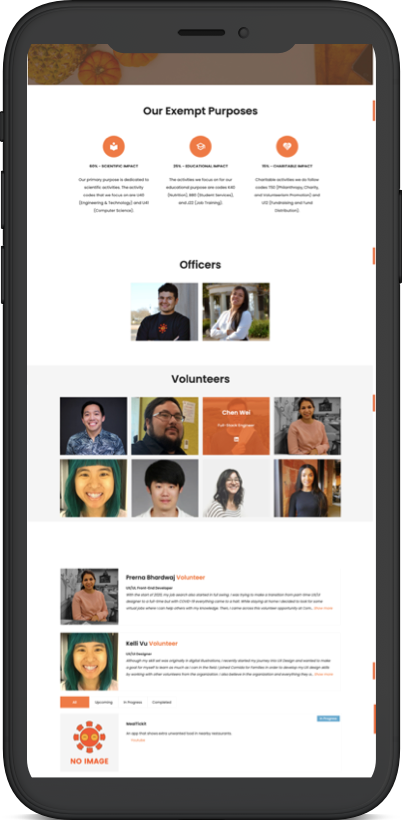 Our Exempt Purposes
60% - SCIENTIFIC IMPACT
25% - EDUCATIONAL IMPACT
15% - CHARITABLE IMPACT
Our primary purpose is dedicated to
scientific activities. The activity
codes that we focus on are U40
(Engineering & Technology) and U41
(Computer Science).
The activities we focus on for our
educational purpose are codes K40
(Nutrition), B90 (Student Services),
and J22 (Job Training).
Charitable activities we do follow
codes T50 (Philanthropy, Charity,
and Volunteerism Promotion) and
U12 (Fundraising and Fund
Distribution).
Officers
Volunteers
Chen Wei
Full-Stack Engineer
Prerna Bhardwaj Volunteer
UX/UI, Front-End Developer
With the start of 2020, my job search also started in full swing. I was trying to make a transition from part-time UI/UX
designer to a full time but with COVID-19 everything came to a halt. While staying at home I decided to look for some
virtual place where I can help others with my knowledge. Then, I came across this volunteer opportunity at Com... Show more
Kelli Vu Volunteer
UX/UI Designer
Although my skill set was originally in digital illustrations, I recently started my journey into UX Design and wanted to make
a goal for myself to learn as much as I can in the field. I joined Comida for Familias in order to develop my UX design skills
by working with other volunteers from the organization. I also believe in the organization and everything they a... Show more
All
Upcoming
In Progress
Completed
In Progress
MealTickit
An app that shares extra unwanted food in nearby restaurants.
NO IMAGE